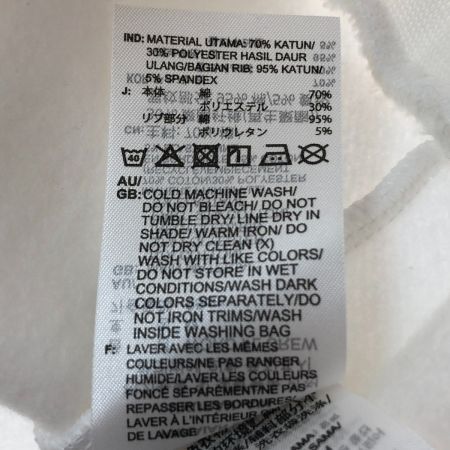 IND: MATERIAL UTAMA: 70% KATUN/
30% POLYESTER HASIL DAUR
ULANG/BAGIAN RIB: 95% KATUN/
5% SPANDEX
J: 本体 綿 70%
ポリエステル 30%
リブ部分 綿 95%
ポリウレタン 5%
40
AU/
GB: COLD MACHINE WASH/
DO NOT BLEACH/ DO NOT
TUMBLE DRY/ LINE DRY IN
SHADE/ WARM IRON/ DO
NOT DRY CLEAN (X)
WASH WITH LIKE COLORS/
DO NOT STORE IN WET
CONDITIONS/WASH DARK
COLORS SEPARATELY/DO
NOT IRON TRIMS/WASH
INSIDE WASHING BAG
F: LAVER AVEC LES MÊMES
COULEURS/NE PAS RANGER
HUMIDE/LAVER LES COULEURS
FONCÉ SÉPARÉMENT/NE PAS
REPASSER LES BORDURES/
LAVER À L'INTÉRIEUR
DE LAVAGE/